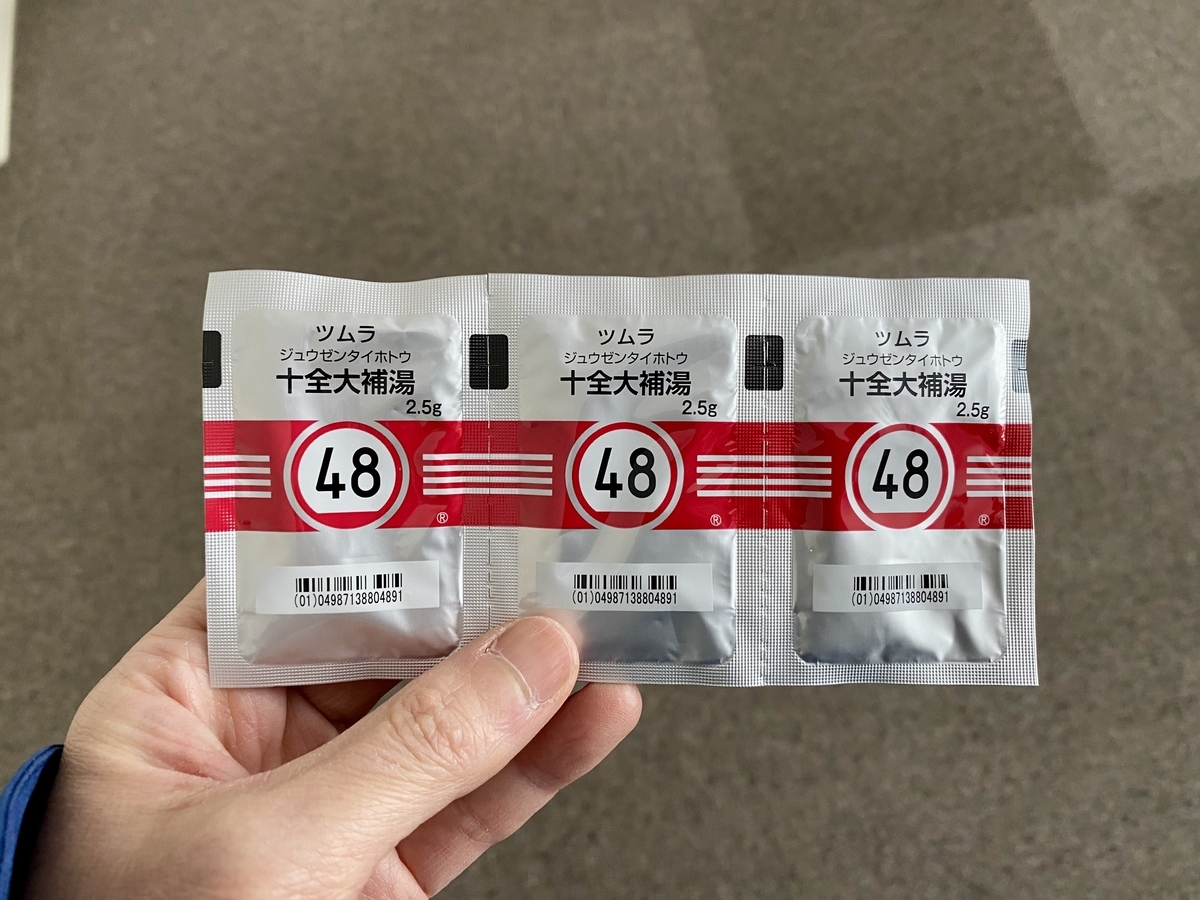 ツムラ
ジュウゼンタイホトウ
十全大補湯
2.5g
48
®
(01)04987138804891
ツムラ
ジュウゼンタイホトウ
十全大補湯
2.5g
48
®
(01)04987138804891
ツムラ
ジュウゼンタイホトウ
十全大補湯
2.5g
48
®
(01)04987138804891